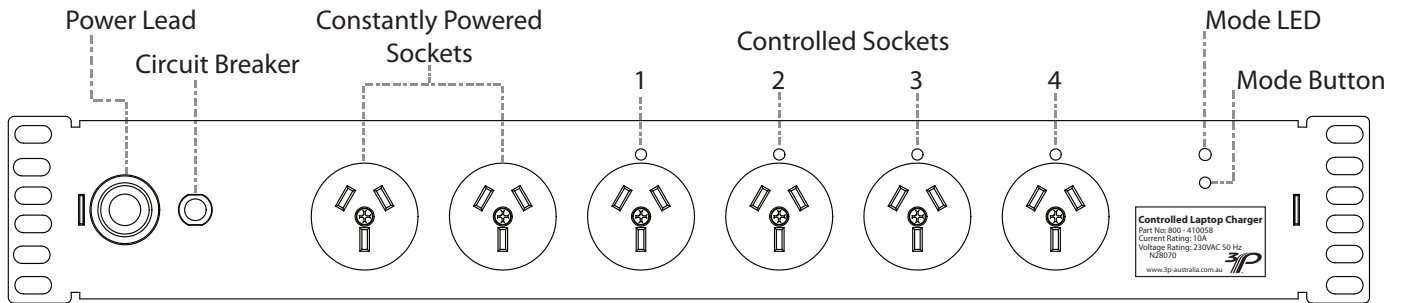 Power Lead
Circuit Breaker
Constantly Powered
Sockets
Controlled Sockets
1 2 3 4
Mode LED
Mode Button
Controlled Laptop Charger
Part No: 800 - 410058
Current Rating: 10A
Voltage Rating: 230VAC 50 Hz
N28070
3P
www.3p-australia.com.au